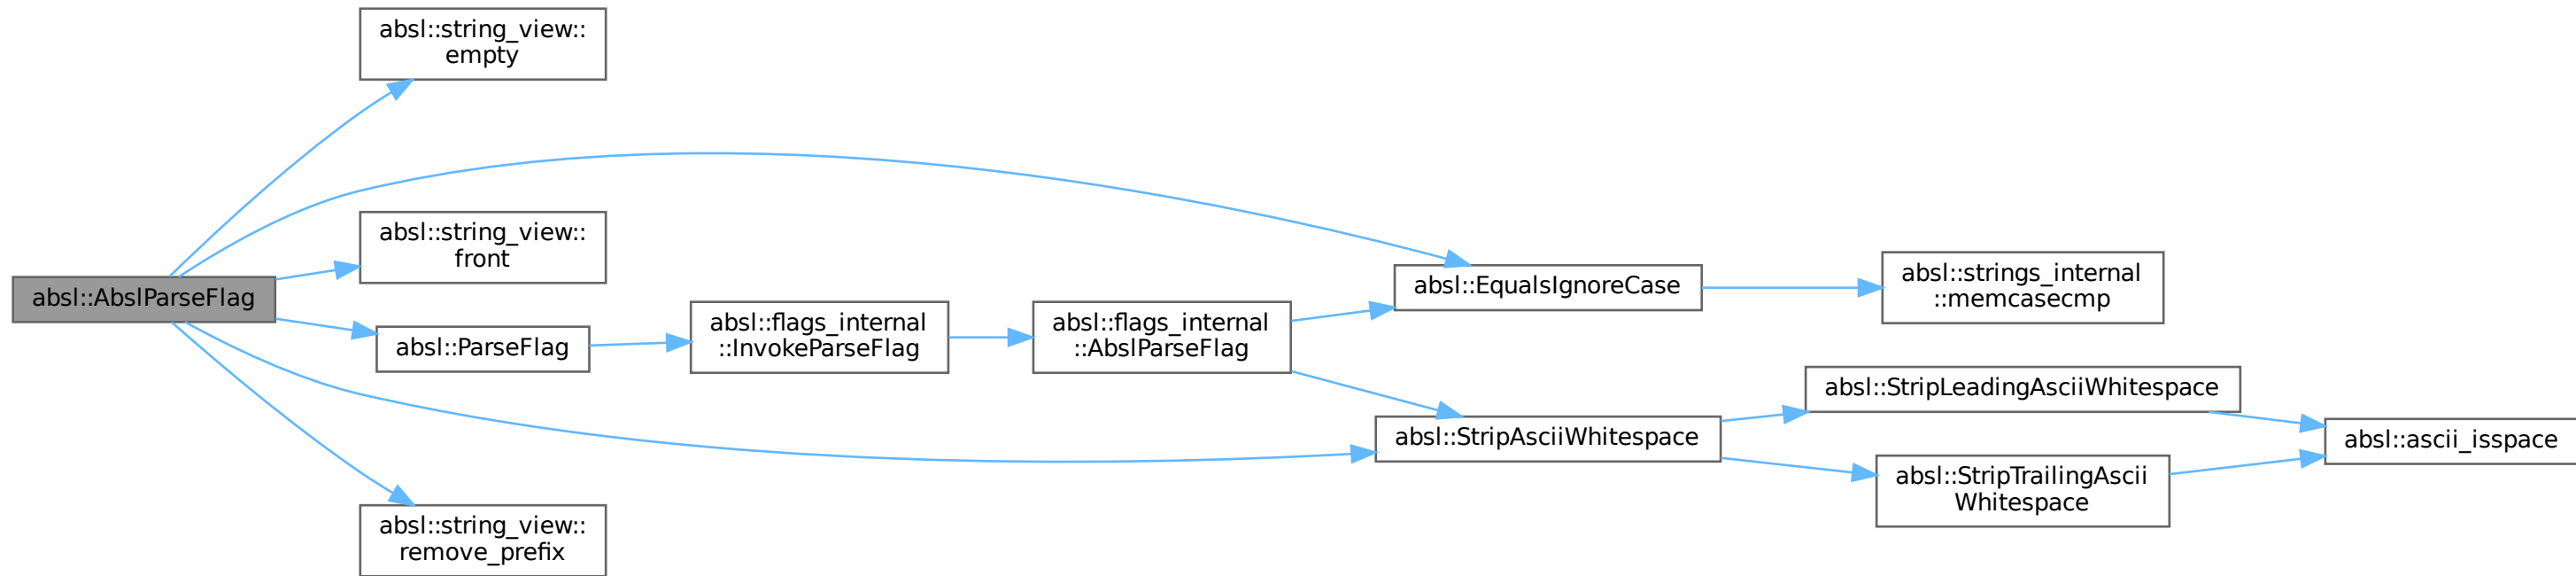 absl::string_view::
empty
absl::string_view::
front
absl::AbslParseFlag
absl::ParseFlag
absl::flags_internal
::InvokeParseFlag
absl::flags_internal
::AbslParseFlag
absl::EqualsIgnoreCase
absl::strings_internal
::memcasecmp
absl::StripAsciiWhitespace
absl::StripLeadingAsciiWhitespace
absl::StripTrailingAscii
Whitespace
absl::ascii_isspace
absl::string_view::
remove_prefix